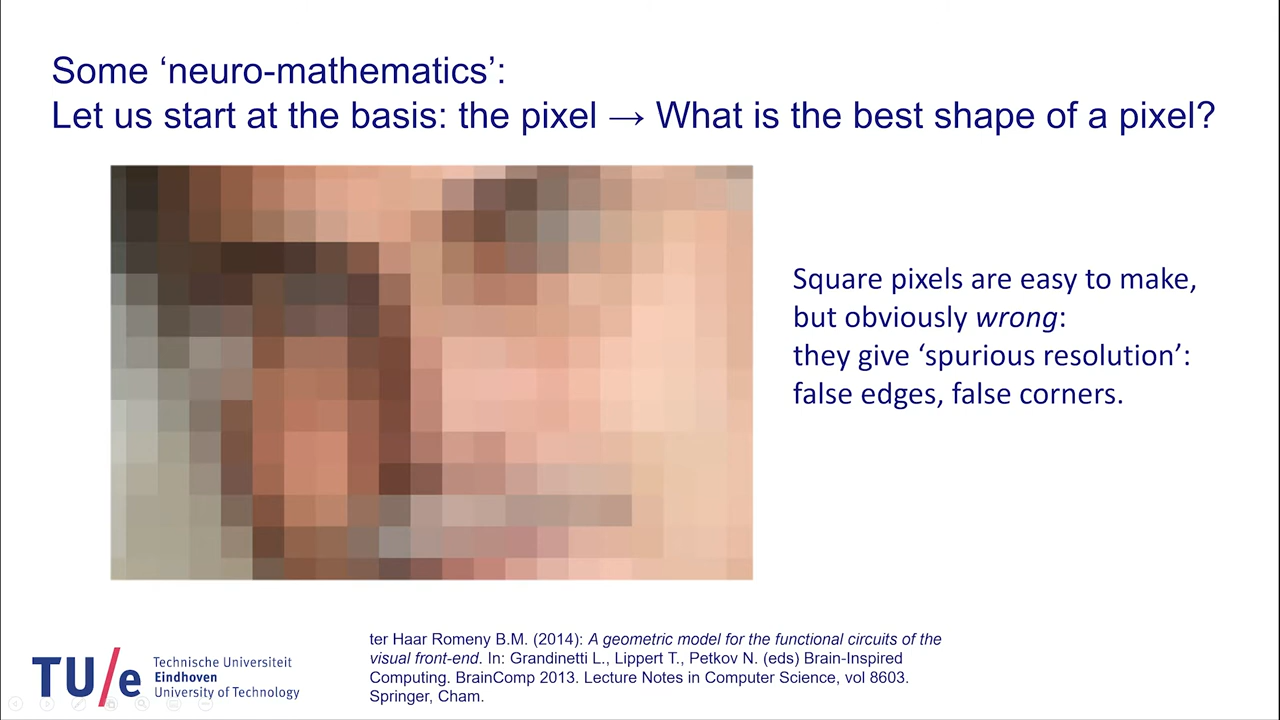 Some ‘neuro-mathematics’:
Let us start at the basis: the pixel → What is the best shape of a pixel?
Square pixels are easy to make,
but obviously wrong:
they give ‘spurious resolution’:
false edges, false corners.
ter Haar Romeny B.M. (2014): A geometric model for the functional circuits of the
visual front-end. In: Grandinetti L., Lippert T., Petkov N. (eds) Brain-Inspired
Computing. BrainComp 2013. Lecture Notes in Computer Science, vol 8603.
Springer, Cham.
TU/e
Technische Universiteit
Eindhoven
University of Technology